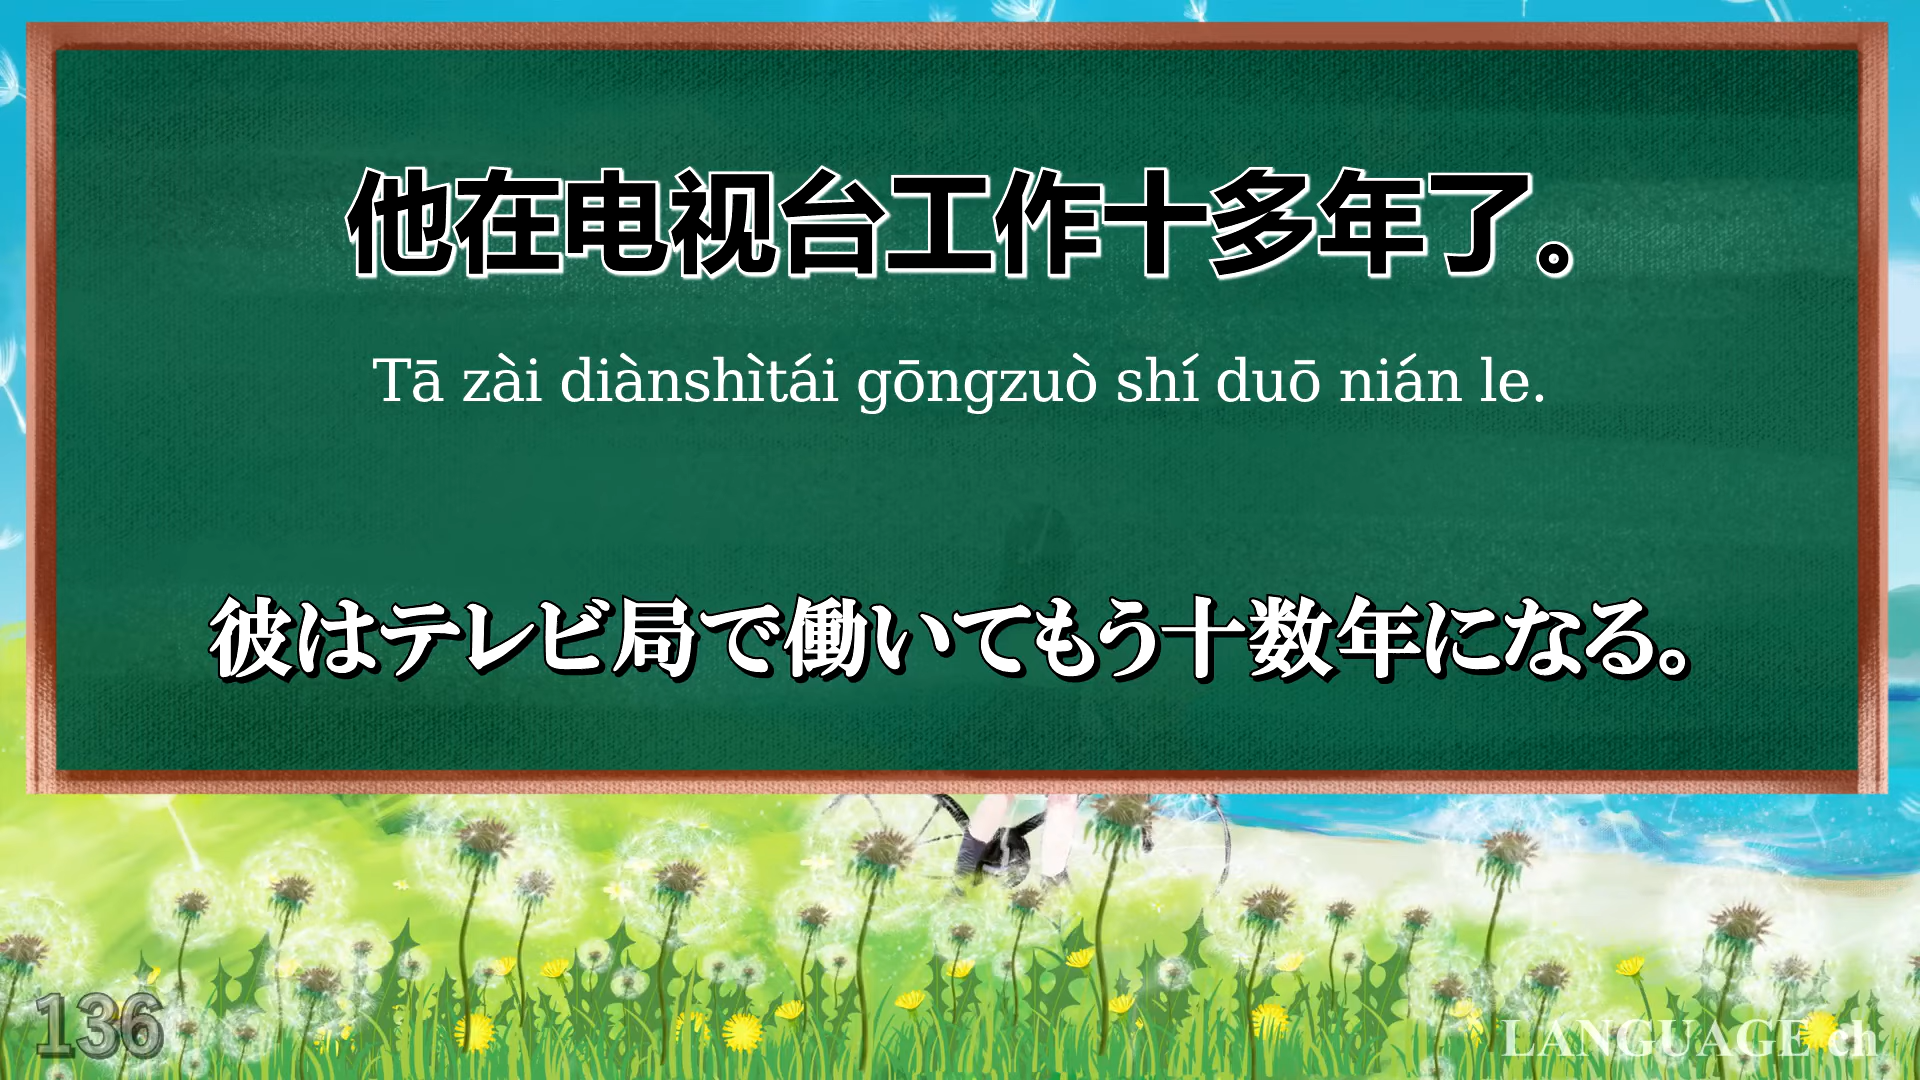 他在电视台工作十多年了。
Tā zài diànshìtái gōngzuò shí duō nián le.
彼はテレビ局で働いてもう十数年になる。
136
LANGUAGE ch